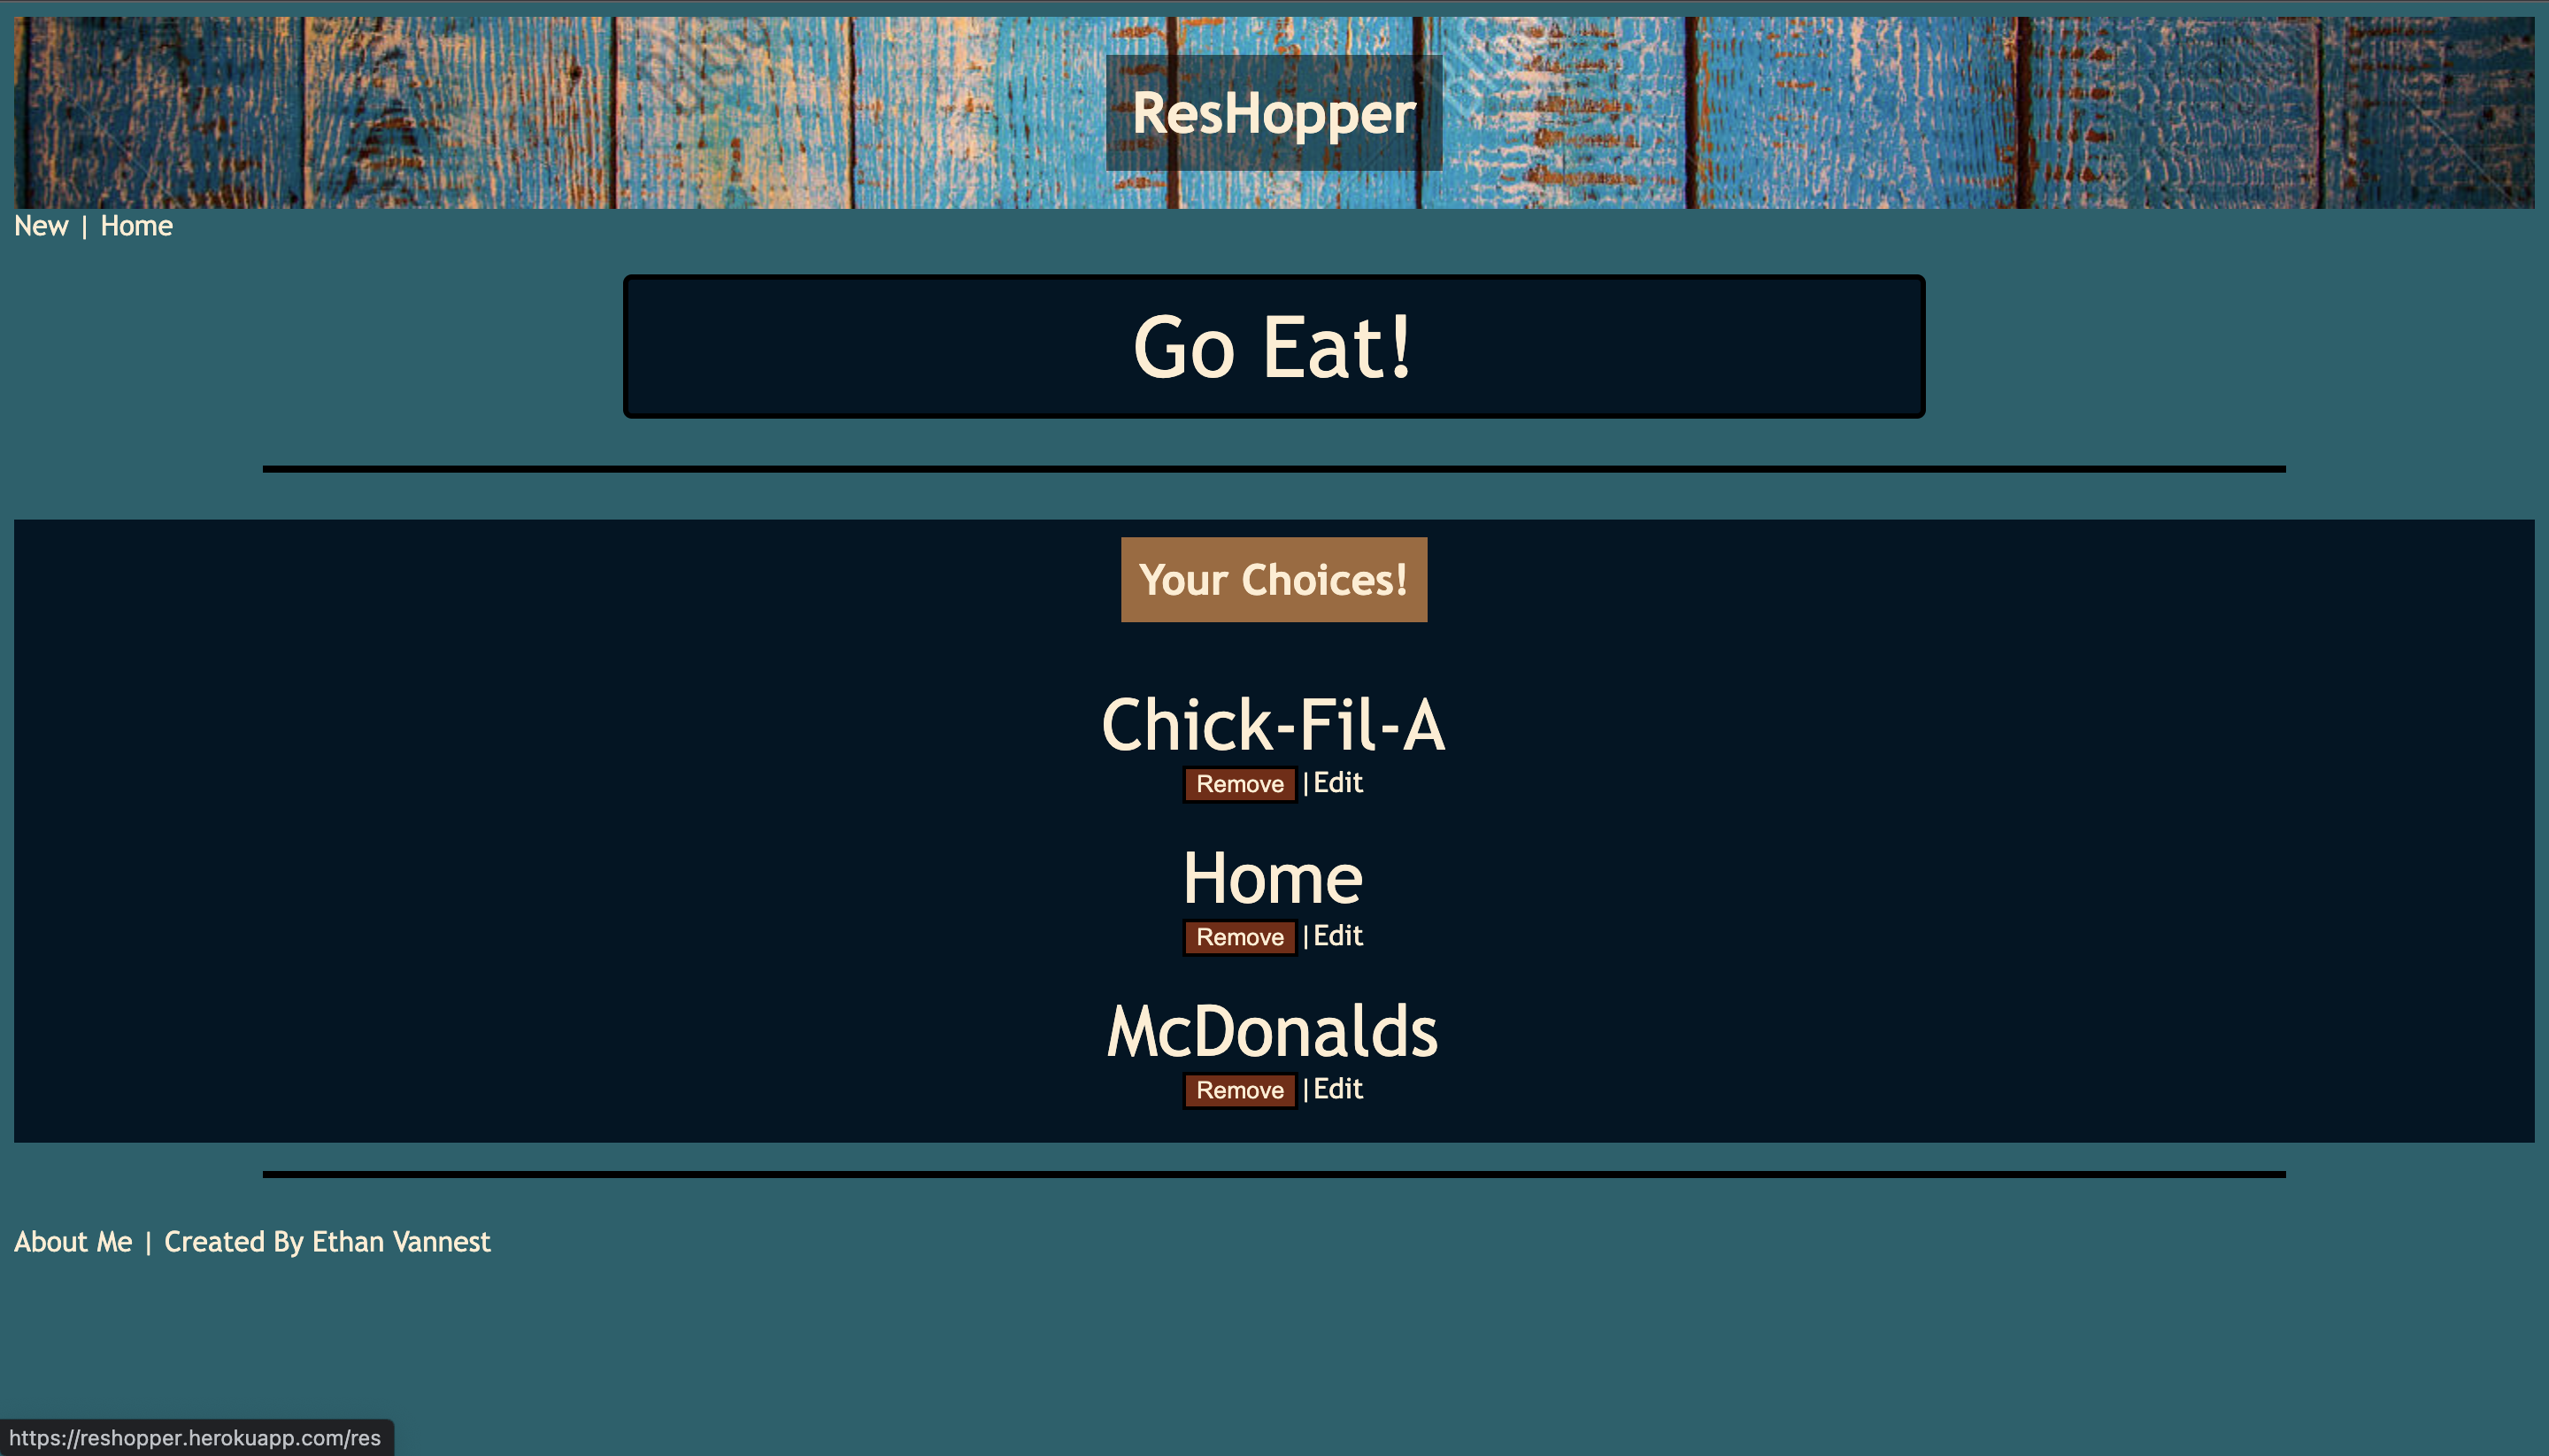 ResHopper
New | Home
Go Eat!
Your Choices!
Chick-Fil-A
Remove | Edit
Home
Remove | Edit
McDonalds
Remove | Edit
About Me | Created By Ethan Vannest
https://reshopper.herokuapp.com/res